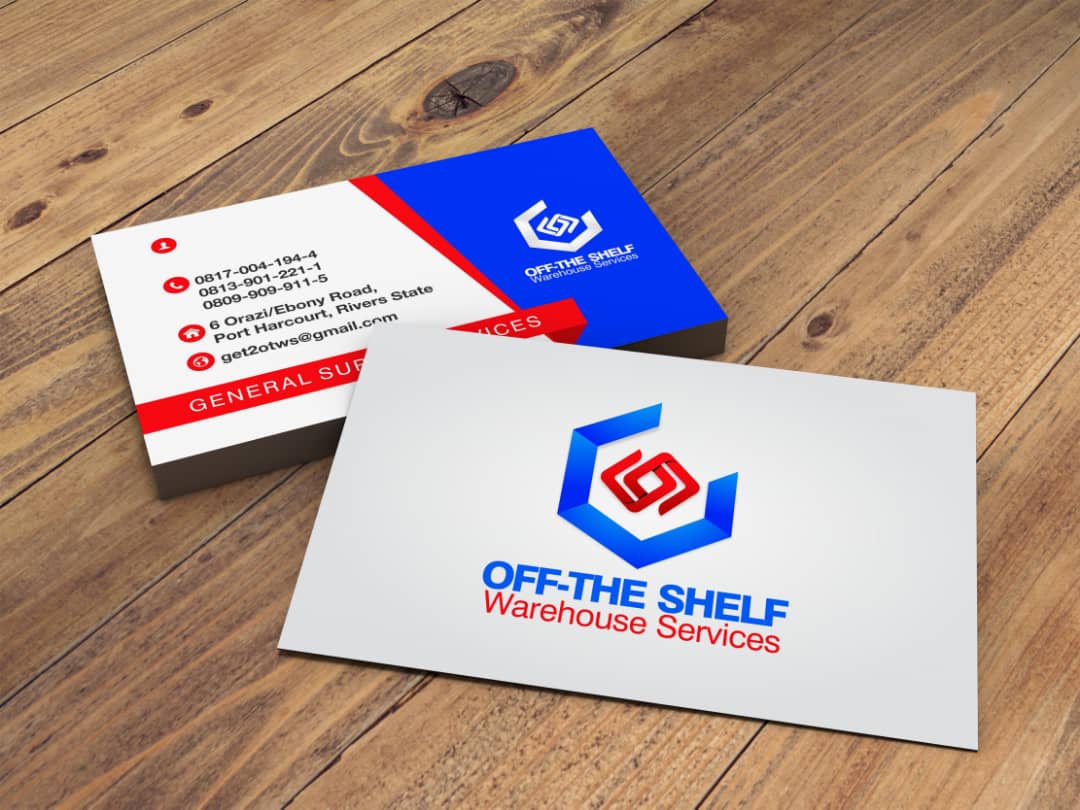 0817-004-194-4
0813-901-221-1
0809-909-911-5
6 Orazi/Ebony Road,
Port Harcourt, Rivers State
get2otws@gmail.com
OFF-THE SHELF
Warehouse Services
GENERAL
OFF-THE SHELF
Warehouse Services